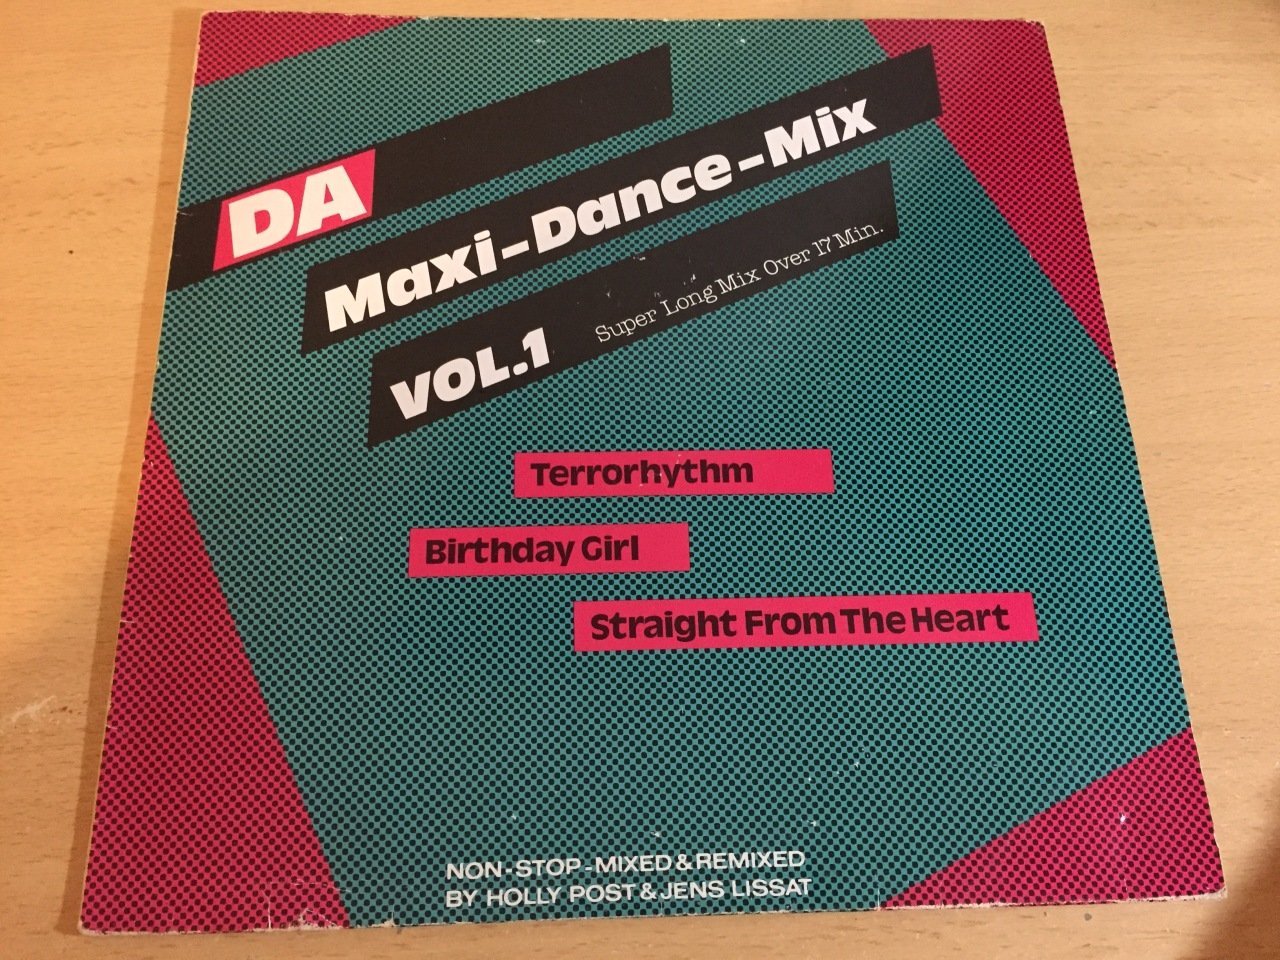 DA
Maxi-Dance-Mix
VOL.1 Super Long Mix Over 17 Min.
Terrorhythm
Birthday Girl
Straight From The Heart
NON-STOP-MIXED & REMIXED
BY HOLLY POST & JENS LISSAT